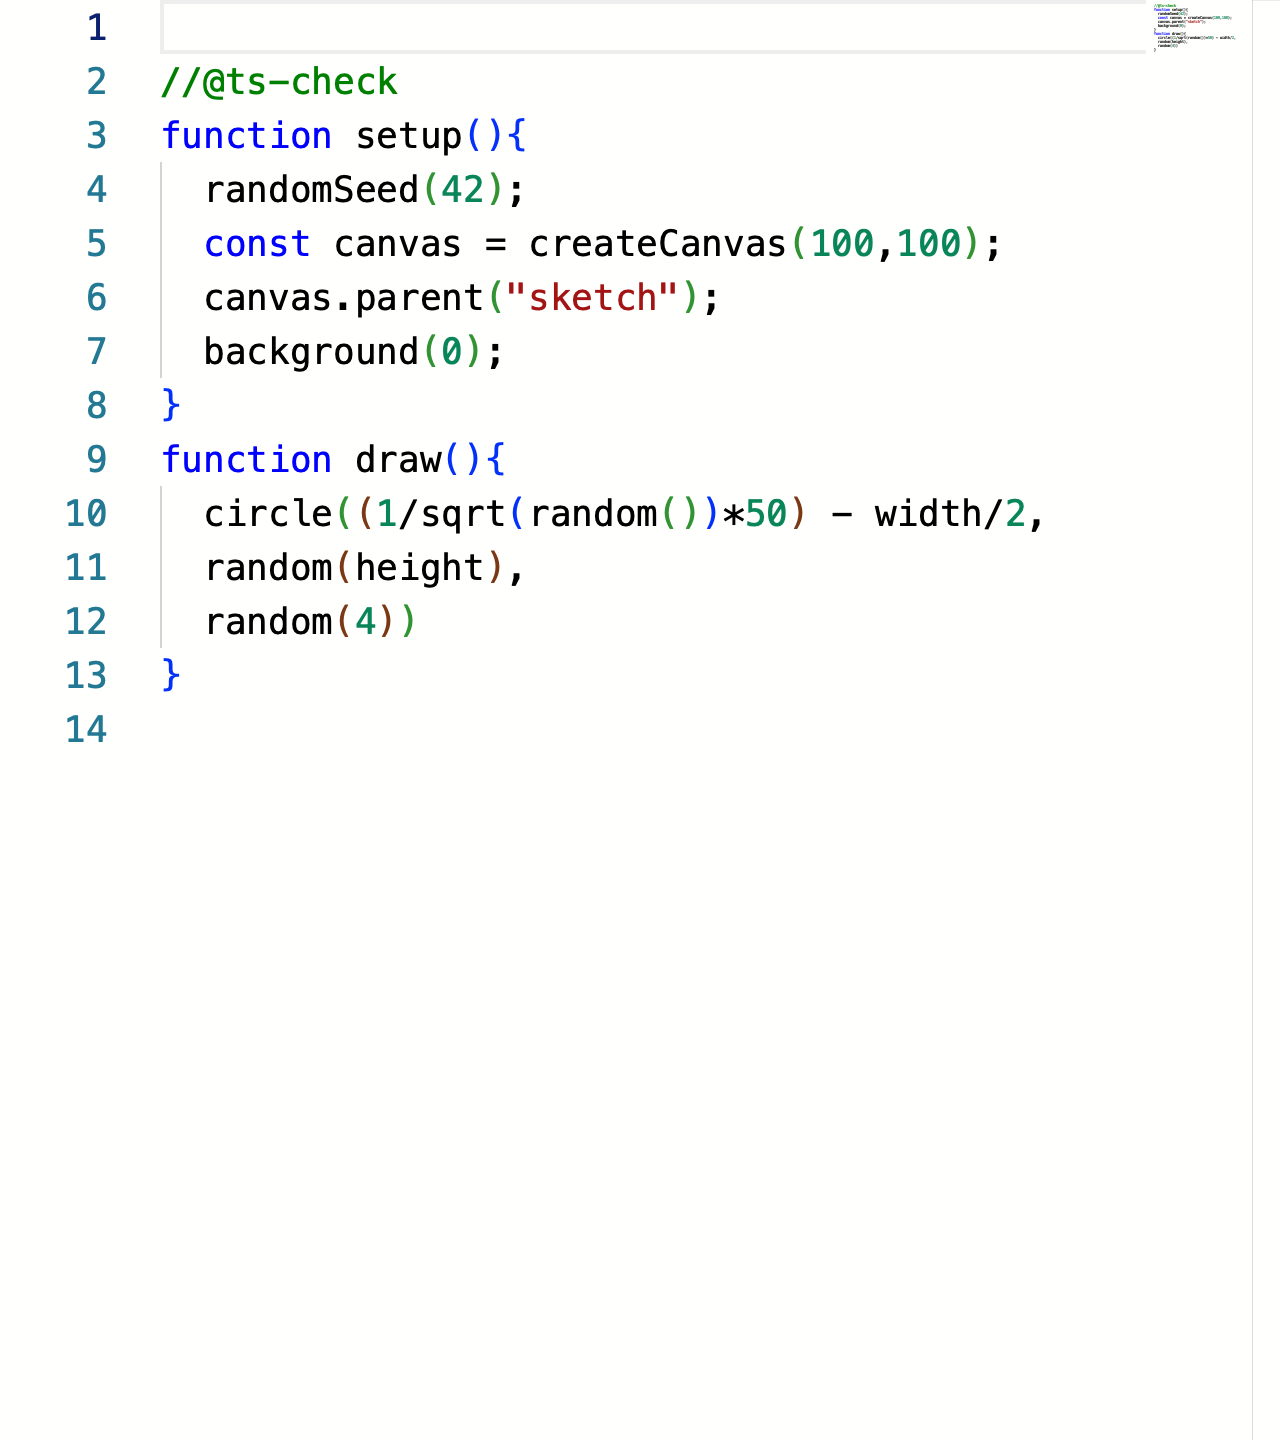 1
2 //@ts-check
3 function setup(){
4 randomSeed(42);
5 const canvas = createCanvas(100,100);
6 canvas.parent("sketch");
7 background(0);
8 }
9 function draw(){
10 circle((1/sqrt(random())*50) - width/2,
11 random(height),
12 random(4))
13 }
14